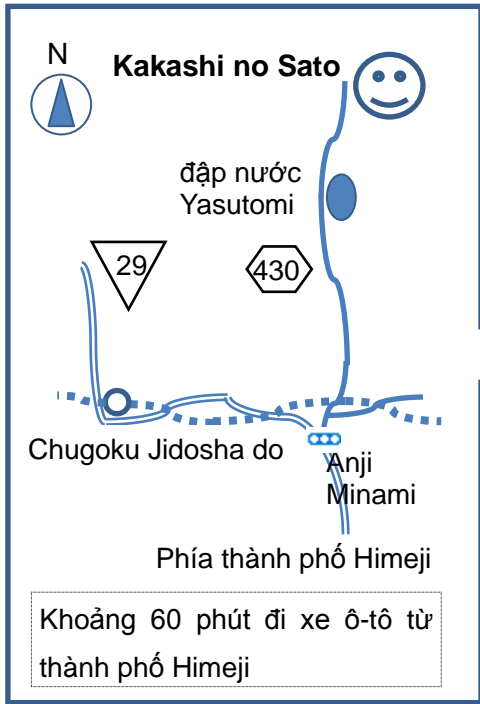 N
Kakashi no Sato
đập nước
Yasutomi
29
430
Chugoku Jidosha do
Anji
Minami
Phía thành phố Himeji
Khoảng 60 phút đi xe ô-tô từ
thành phố Himeji